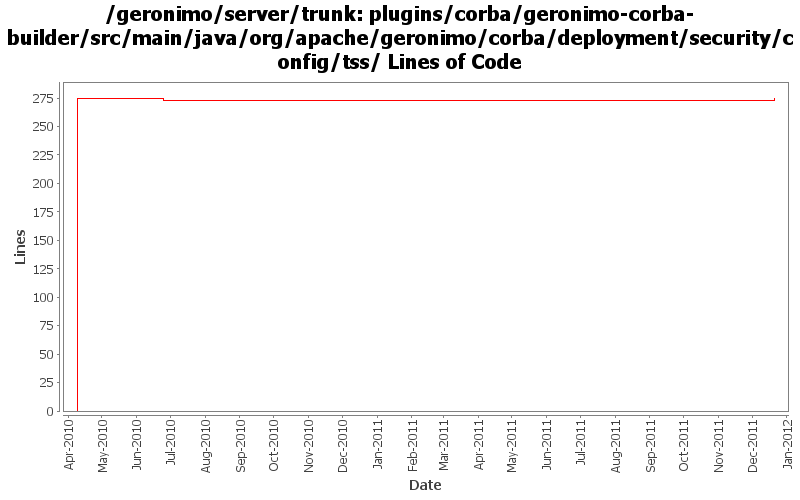 /geronimo/server/trunk: plugins/corba/geronimo-corba-
builder/src/main/java/org/apache/geronimo/corba/deployment/security/c
onfig/tss/ Lines of Code
275
250
225
200
175
150
125
100
75
50
25
0
Lines
Apr-2010
May-2010
Jun-2010
Jul-2010
Aug-2010
Sep-2010
Oct-2010
Nov-2010
Dec-2010
Jan-2011
Feb-2011
Mar-2011
Apr-2011
May-2011
Jun-2011
Jul-2011
Aug-2011
Sep-2011
Oct-2011
Nov-2011
Dec-2011
Jan-2012
Date